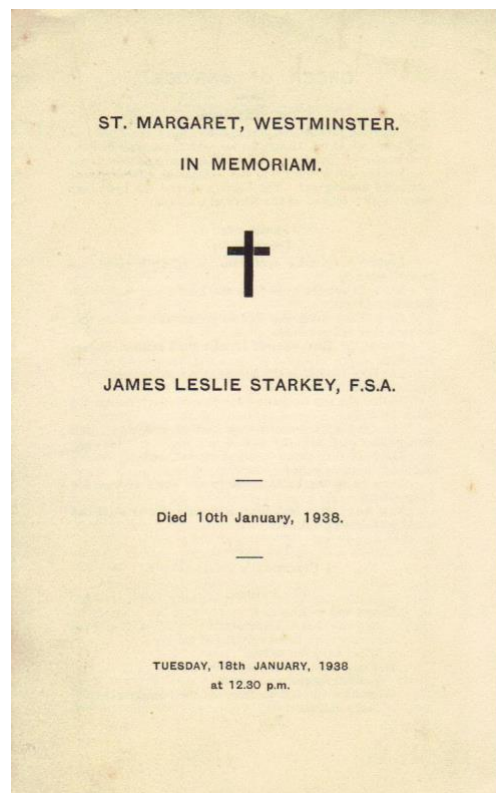 ST. MARGARET, WESTMINSTER.
IN MEMORIAM.
JAMES LESLIE STARKEY, F.S.A.
Died 10th January, 1938.
TUESDAY, 18th JANUARY, 1938
at 12.30 p.m.